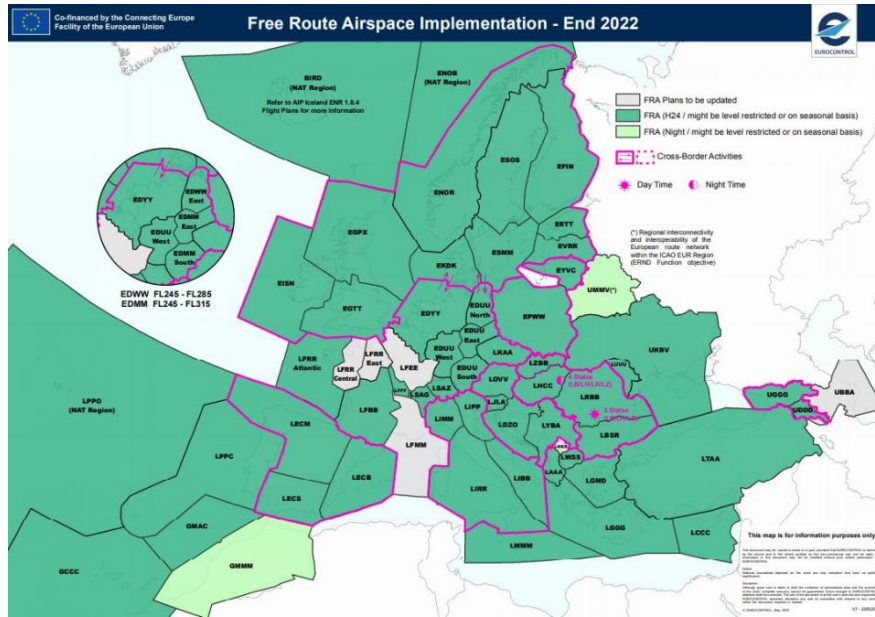 Co-financed by the Connecting Europe
Facility of the European Union
Free Route Airspace Implementation - End 2022
EUROCONTROL
BIRD
(NAT Region)
Refer to AIP Iceland ENR 1.8.4
Flight Plans for more information
ENOB
(NAT Region)
FRA Plans to be updated
FRA (H24 / might be level restricted or on seasonal basis)
FRA (Night / might be level restricted or on seasonal basis)
Cross-Border Activities
Day Time
Night Time
(*) Regional interconnectivity
and interoperability of the
European route network
within the ICAO EUR Region
(ERND Function objective)
EDYY
EDWW
East
EDUU
West
EDMM
East
EDMM
South
EDWW FL245 - FL285
EDMM FL245 - FL315
ESOS
EFIN
ENOR
EGPX
EETT
EVRR
ESMM
EYVC
EKDK
UMMV(*)
EISN
EGTT
EDYY
EDUU
North
EPWW
EDUU
East
EDUU
West
LKAA
UKBV
LFRR
Atlantic
LFRR
Central
LFRR
East
LFEE
EDUU
South
LZBB
LOVV
LHCC
LSAZ
LSAG
LRBB
LPPO
(NAT Region)
LFBB
LIMM
LIPP
LJLA
LDZO
LYBA
LBSR
UGGG
UBBA
UDDD
LECM
LFMM
LWSS
LPPC
LECB
LIBB
LAAA
LTAA
LIRR
LGMD
LECS
GMAC
LGGG
LCCC
LMMM
GMMM
GCCC
This map is for information purposes only